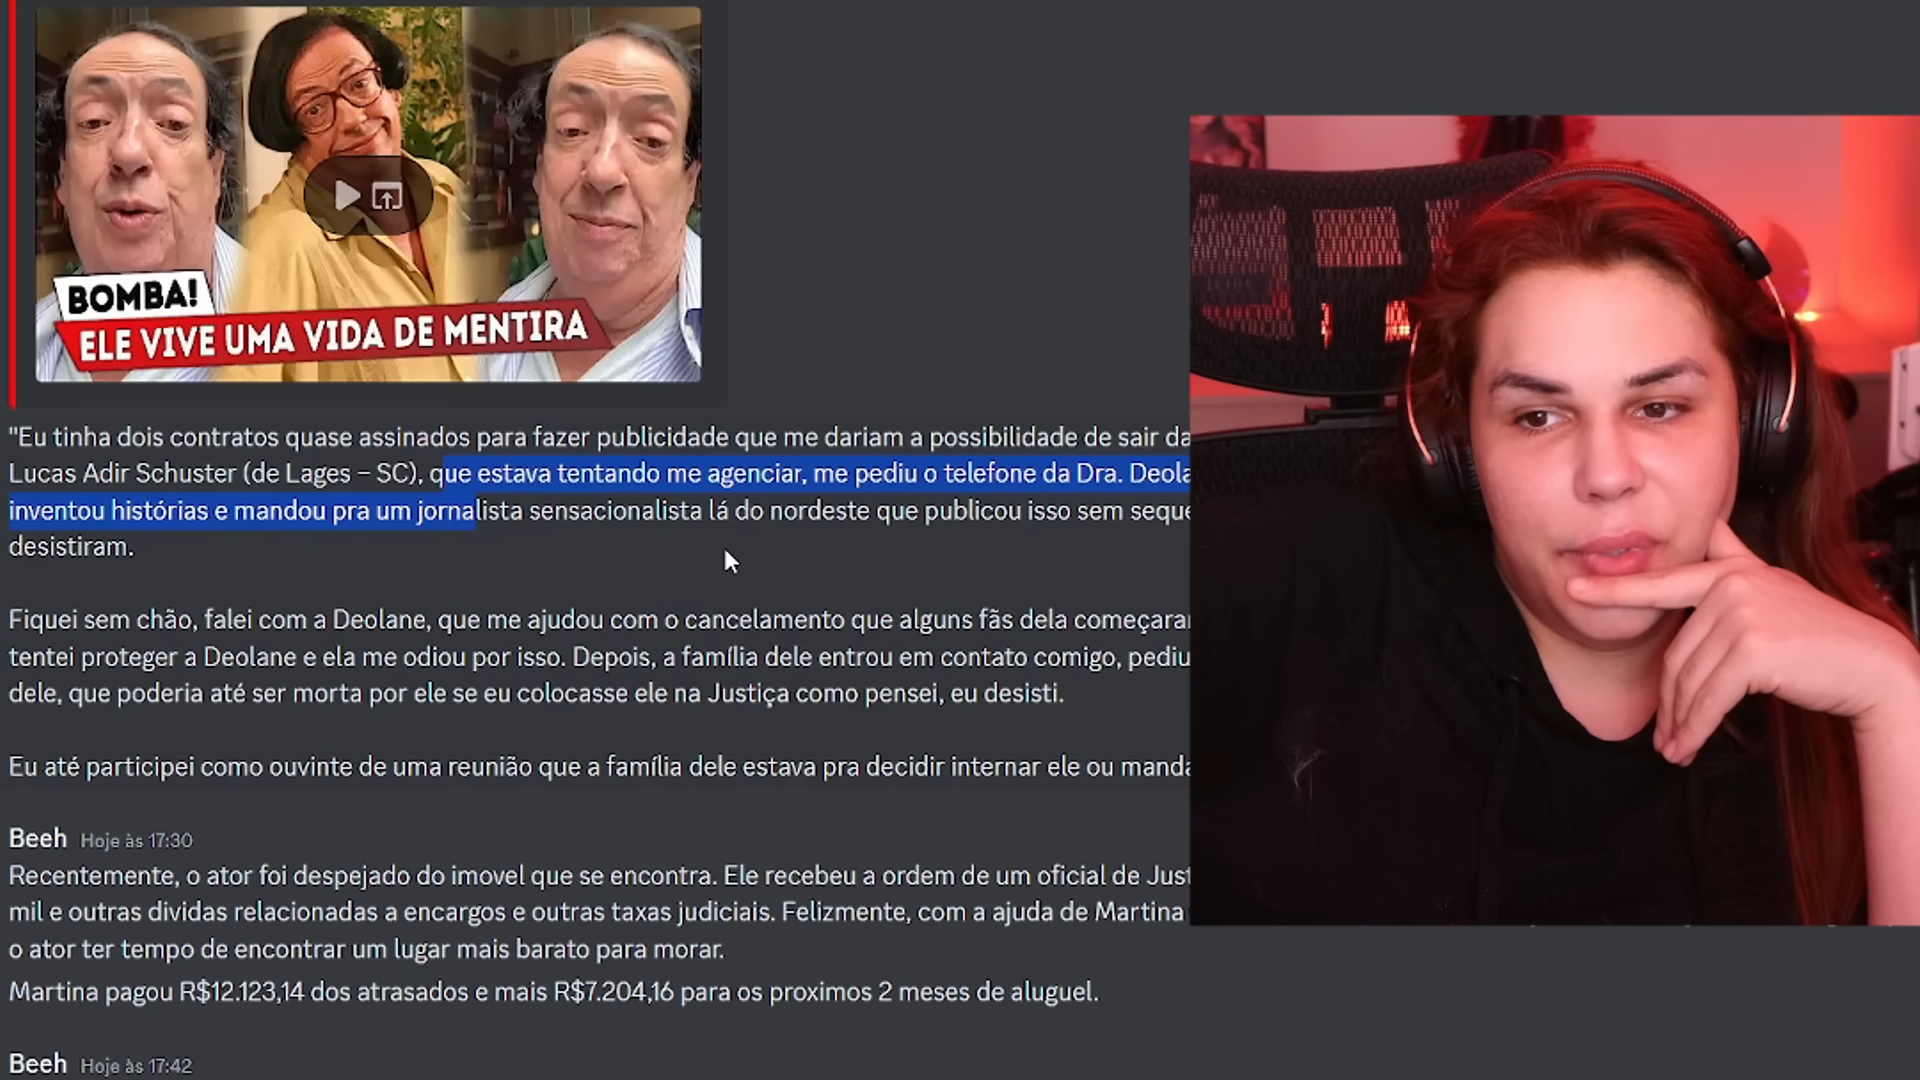 BOMBA!
ELE VIVE UMA VIDA DE MENTIRA
"Eu tinha dois contratos quase assinados para fazer publicidade que me dariam a possibilidade de sair da
Lucas Adir Schuster (de Lages – SC), que estava tentando me agenciar, me pediu o telefone da Dra. Deola
inventou histórias e mandou pra um jornalista sensacionalista lá do nordeste que publicou isso sem seque
desistiram.
Fiquei sem chão, falei com a Deolane, que me ajudou com o cancelamento que alguns fãs dela começarar
tentei proteger a Deolane e ela me odiou por isso. Depois, a família dele entrou em contato comigo, pediu
dele, que poderia até ser morta por ele se eu colocasse ele na Justiça como pensei, eu desisti.
Eu até participei como ouvinte de uma reunião que a família dele estava pra decidir internar ele ou manda
Beeh Hoje às 17:30
Recentemente, o ator foi despejado do imovel que se encontra. Ele recebeu a ordem de um oficial de Just
mil e outras dividas relacionadas a encargos e outras taxas judiciais. Felizmente, com a ajuda de Martina
o ator ter tempo de encontrar um lugar mais barato para morar.
Martina pagou R$12.123,14 dos atrasados e mais R$7.204,16 para os proximos 2 meses de aluguel.
Beeh Hoje às 17:42